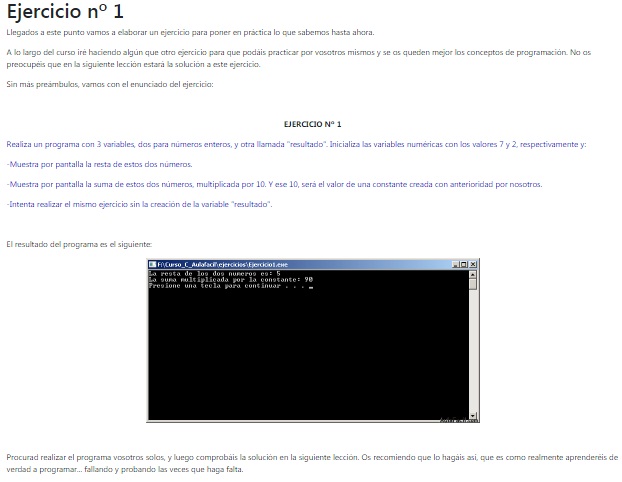 Ejercicio nº 1
Llegados a este punto vamos a elaborar un ejercicio para poner en práctica lo que sabemos hasta ahora.
A lo largo del curso iré haciendo algún que otro ejercicio para que podáis practicar por vosotros mismos y se os queden mejor los conceptos de programación. No os
preocupéis que en la siguiente lección estará la solución a este ejercicio.
Sin más preámbulos, vamos con el enunciado del ejercicio:
EJERCICIO Nº 1
Realiza un programa con 3 variables, dos para números enteros, y otra llamada "resultado". Inicializa las variables numéricas con los valores 7 y 2, respectivamente y:
-Muestra por pantalla la resta de estos dos números.
-Muestra por pantalla la suma de estos dos números, multiplicada por 10. Y ese 10, será el valor de una constante creada con anterioridad por nosotros.
-Intenta realizar el mismo ejercicio sin la creación de la variable "resultado".
El resultado del programa es el siguiente:
F:\Curso_C_Aulafacil\ejercicios\Ejercicio1.exe
La resta de los dos numeros es: 5
La suma multiplicada por la constante: 90
Presione una tecla para continuar . . . _
AulaFacil.com
Procurad realizar el programa vosotros solos, y luego comprobáis la solución en la siguiente lección. Os recomiendo que lo hagáis así, que es como realmente aprenderéis de
verdad a programar... fallando y probando las veces que haga falta.